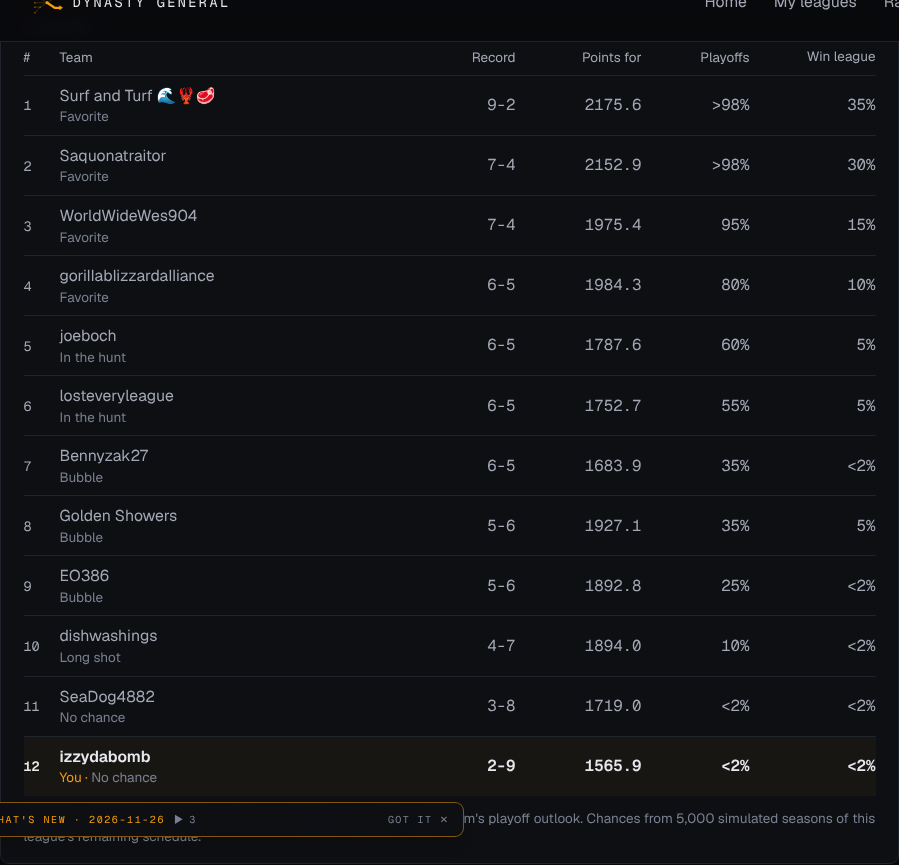 DYNASTY GENERAL
Home My leagues
# Team Record Points for Playoffs Win league
1 Surf and Turf 🌊🦞🥩 9-2 2175.6 >98% 35%
Favorite
2 Saquonatraitor 7-4 2152.9 >98% 30%
Favorite
3 WorldWideWes904 7-4 1975.4 95% 15%
Favorite
4 gorillablizzardalliance 6-5 1984.3 80% 10%
Favorite
5 joeboch 6-5 1787.6 60% 5%
In the hunt
6 losteveryleague 6-5 1752.7 55% 5%
In the hunt
7 Bennyzak27 6-5 1683.9 35% <2%
Bubble
8 Golden Showers 5-6 1927.1 35% 5%
Bubble
9 EO386 5-6 1892.8 25% <2%
Bubble
10 dishwashings 4-7 1894.0 10% <2%
Long shot
11 SeaDog4882 3-8 1719.0 <2% <2%
No chance
12 izzydabomb 2-9 1565.9 <2% <2%
You · No chance
HAT'S NEW · 2026-11-26 ▶ 3 GOT IT × m's playoff outlook. Chances from 5,000 simulated seasons of this
league's remaining schedule.